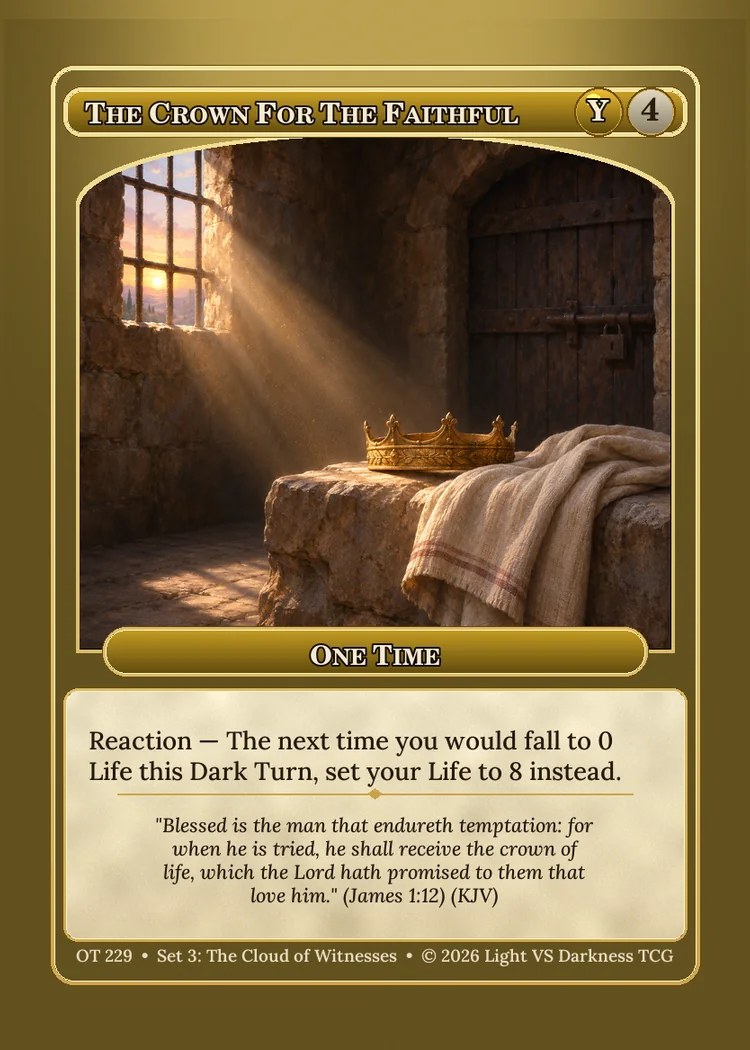 The Crown For The Faithful Y 4
One Time
Reaction — The next time you would fall to 0
Life this Dark Turn, set your Life to 8 instead.
"Blessed is the man that endureth temptation: for
when he is tried, he shall receive the crown of
life, which the Lord hath promised to them that
love him." (James 1:12) (KJV)
OT 229 • Set 3: The Cloud of Witnesses • © 2026 Light VS Darkness TCG